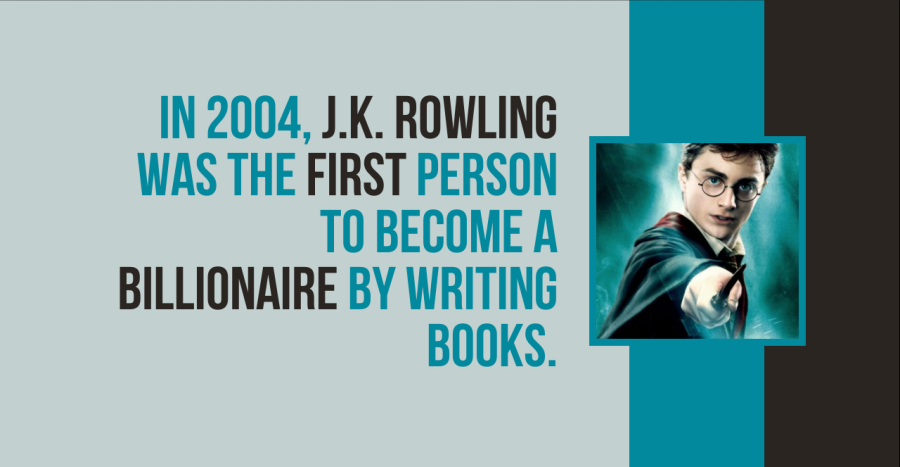 IN 2004, J.K. ROWLING
WAS THE FIRST PERSON
TO BECOME A
BILLIONAIRE BY WRITING
BOOKS.